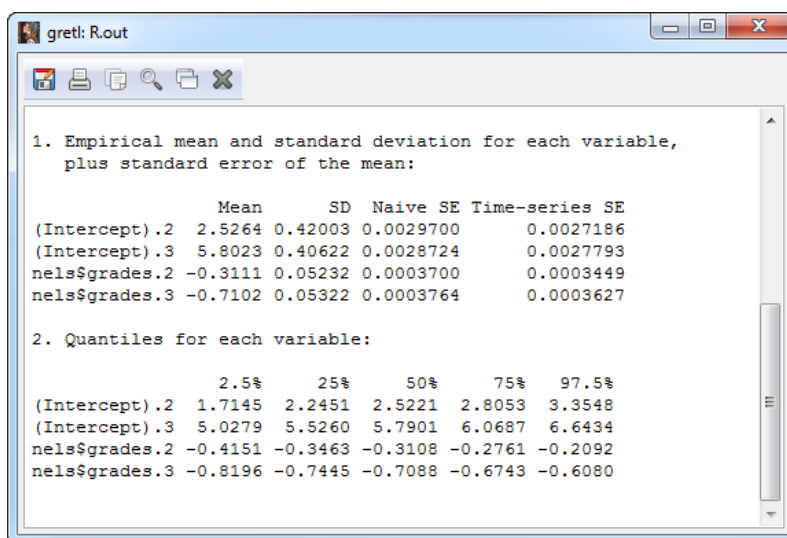 gretl: R.out
1. Empirical mean and standard deviation for each variable,
   plus standard error of the mean:
                  Mean      SD  Naive SE Time-series SE
(Intercept).2  2.5264 0.42003 0.0029700      0.0027186
(Intercept).3  5.8023 0.40622 0.0028724      0.0027793
nels$grades.2 -0.3111 0.05232 0.0003700      0.0003449
nels$grades.3 -0.7102 0.05322 0.0003764      0.0003627
2. Quantiles for each variable:
                 2.5%     25%     50%     75%   97.5%
(Intercept).2  1.7145  2.2451  2.5221  2.8053  3.3548
(Intercept).3  5.0279  5.5260  5.7901  6.0687  6.6434
nels$grades.2 -0.4151 -0.3463 -0.3108 -0.2761 -0.2092
nels$grades.3 -0.8196 -0.7445 -0.7088 -0.6743 -0.6080